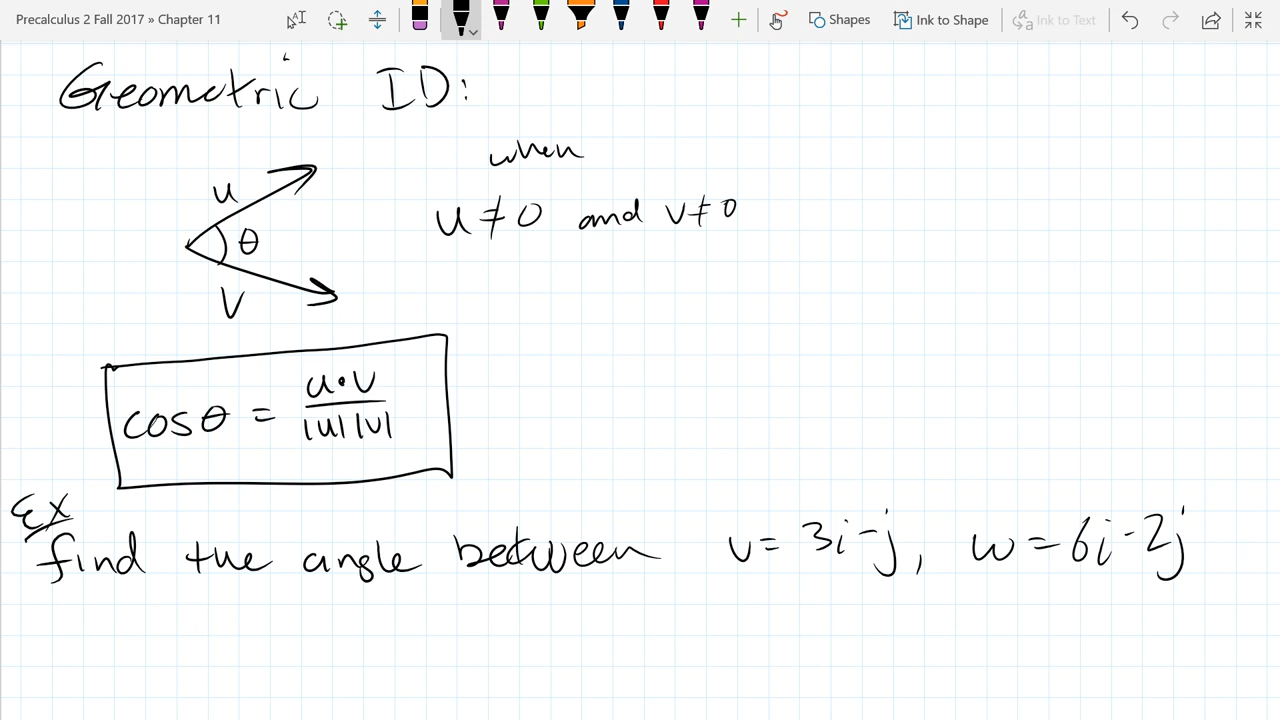 Precalculus 2 Fall 2017 » Chapter 11
Shapes
Ink to Shape
Ink to Text
Geometric ID:
when
u ≠ 0 and v ≠ 0
u
θ
v
cosθ = u•v / |u||v|
Ex
find the angle between v = 3i-j, w = 6i-2j